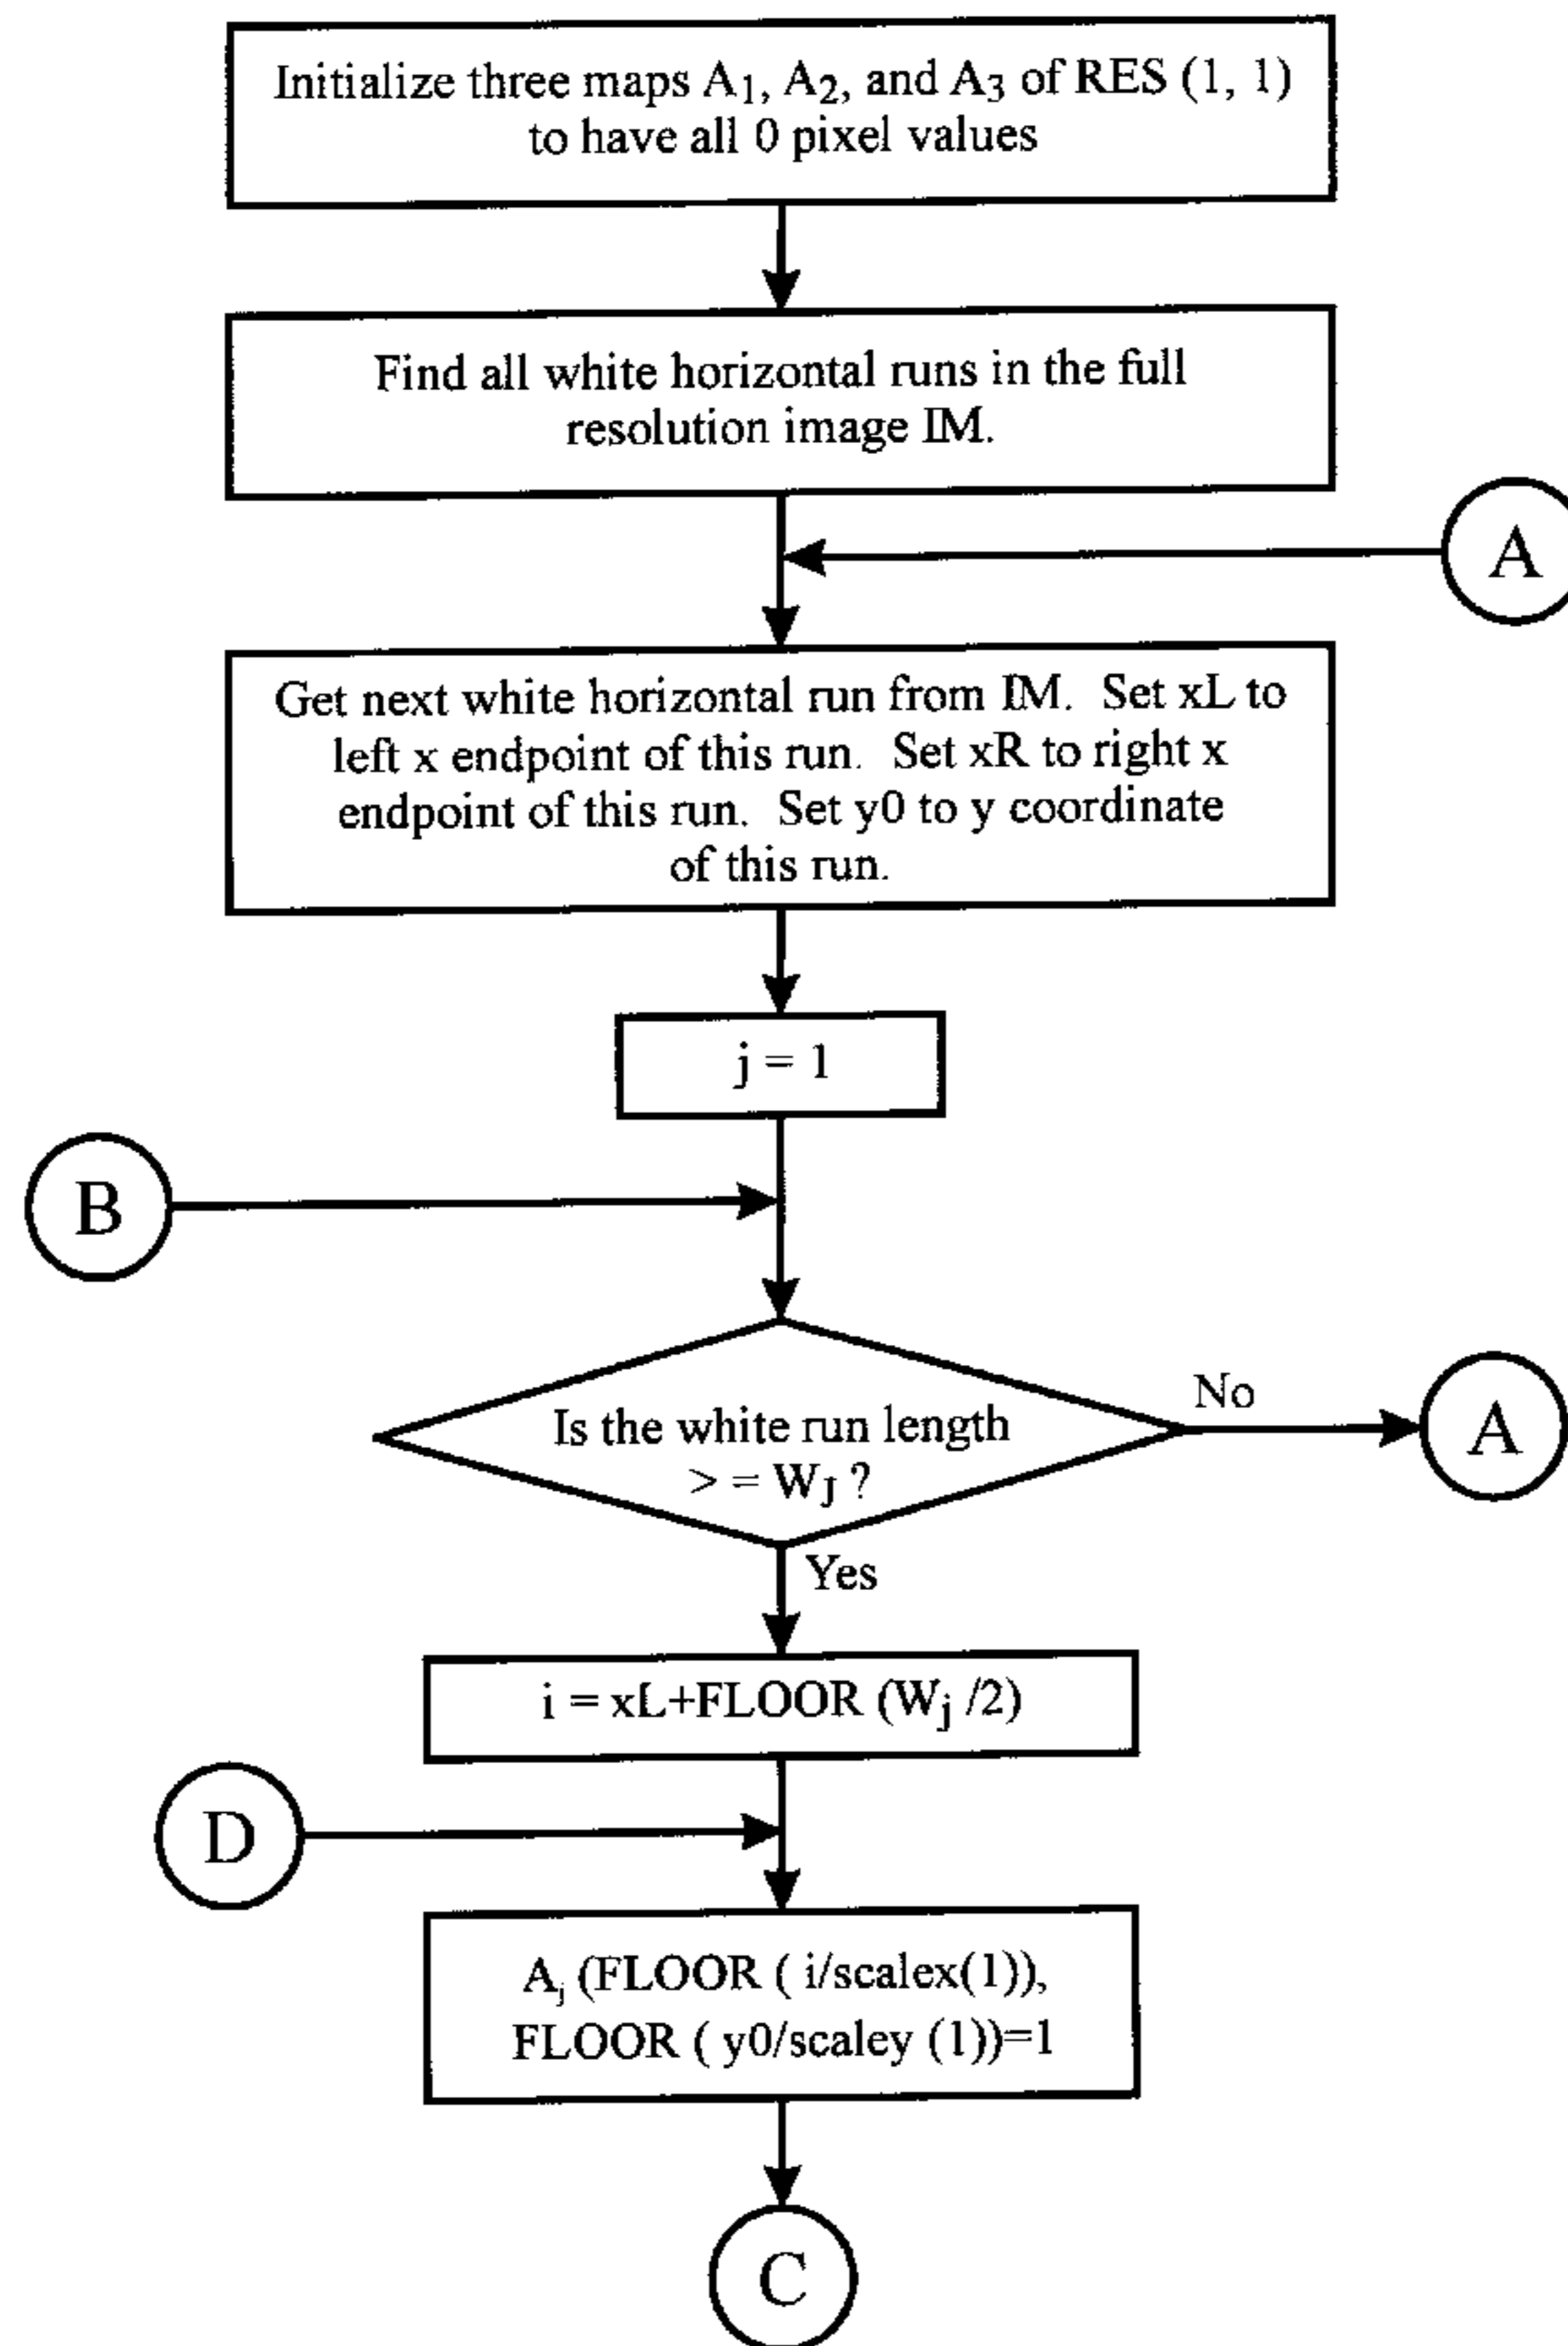 Initialize three maps A1, A2, and A3 of RES (1, 1)
to have all 0 pixel values
Find all white horizontal runs in the full
resolution image IM.
A
Get next white horizontal run from IM. Set xL to
left x endpoint of this run. Set xR to right x
endpoint of this run. Set y0 to y coordinate
of this run.
j = 1
B
Is the white run length
> = WJ ?
No
A
Yes
i = xL+FLOOR (Wj /2)
D
Aj (FLOOR ( i/scalex(1)),
FLOOR ( y0/scaley (1))=1
C